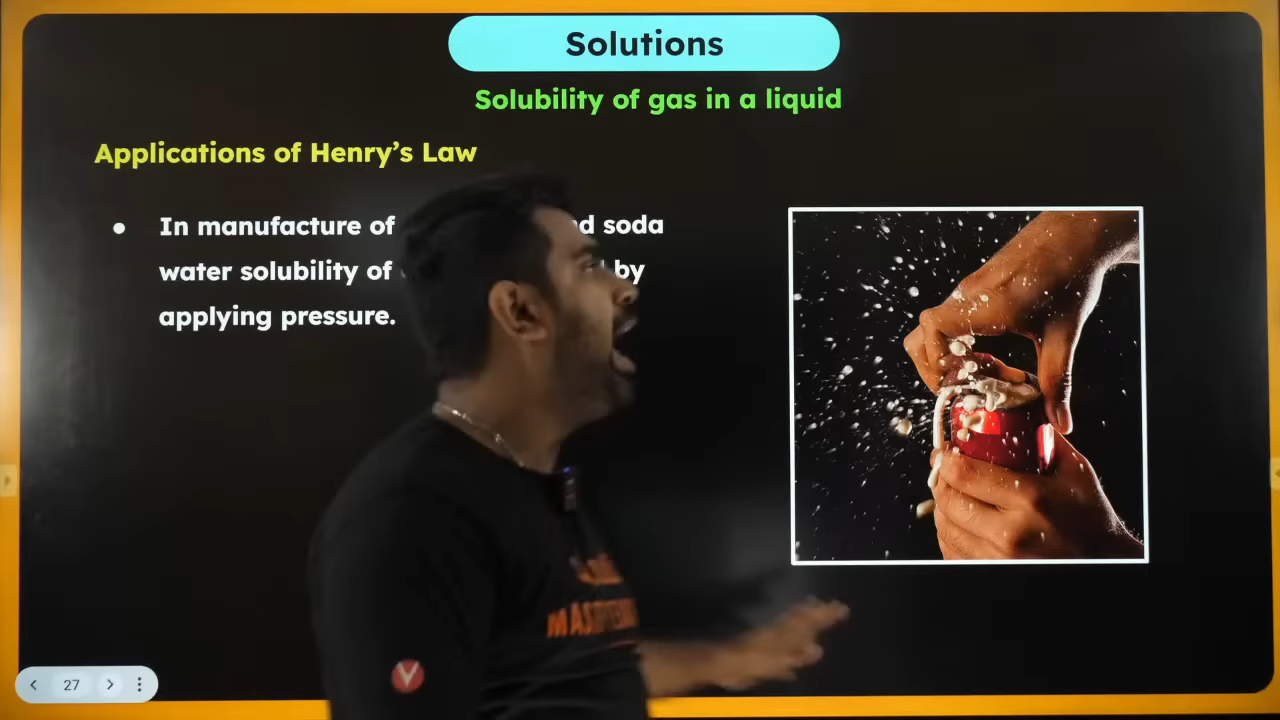 Solutions
Solubility of gas in a liquid
Applications of Henry's Law
● In manufacture of soda
water solubility of by
applying pressure.
27